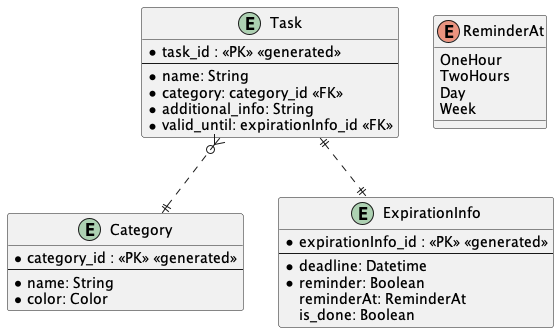 E Task
* task_id : «PK» «generated»
* name: String
* category: category_id «FK»
* additional_info: String
* valid_until: expirationInfo_id «FK»
E ReminderAt
OneHour
TwoHours
Day
Week
E Category
* category_id : «PK» «generated»
* name: String
* color: Color
E ExpirationInfo
* expirationInfo_id : «PK» «generated»
* deadline: Datetime
* reminder: Boolean
reminderAt: ReminderAt
is_done: Boolean